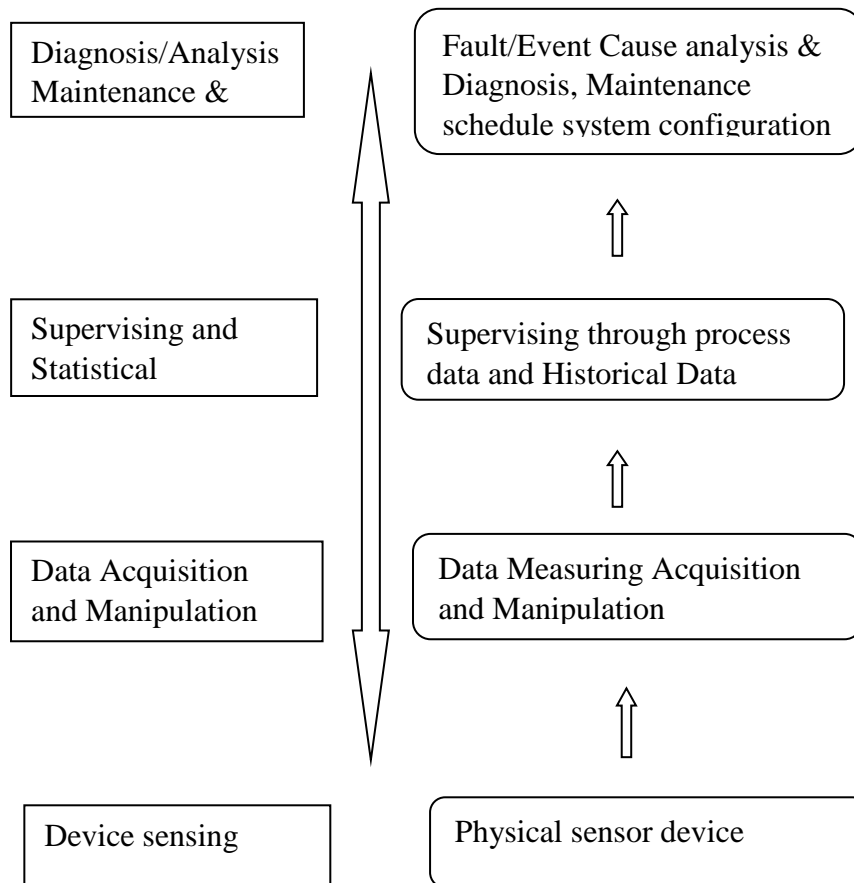 Diagnosis/Analysis
Maintenance &
Fault/Event Cause analysis &
Diagnosis, Maintenance
schedule system configuration
Supervising and
Statistical
Supervising through process
data and Historical Data
Data Acquisition
and Manipulation
Data Measuring Acquisition
and Manipulation
Device sensing
Physical sensor device